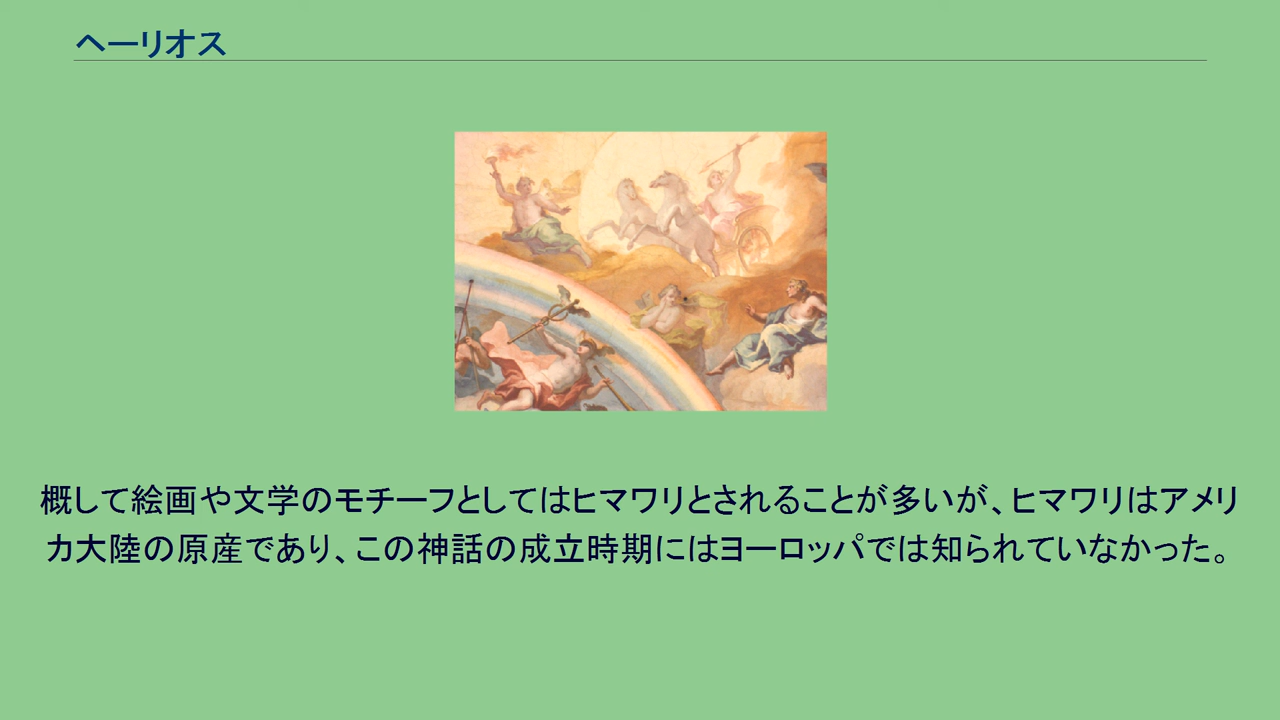 ヘーリオス
概して絵画や文学のモチーフとしてはヒマワリとされることが多いが、ヒマワリはアメリ
カ大陸の原産であり、この神話の成立時期にはヨーロッパでは知られていなかった。